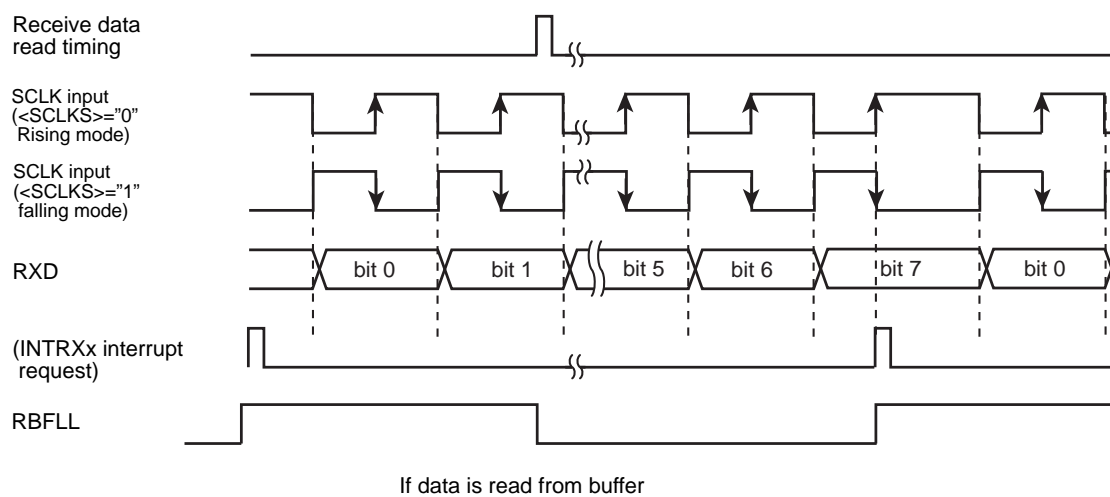 Receive data
read timing
SCLK input
(<SCLKS>=”0”
Rising mode)
SCLK input
(<SCLKS>=”1”
falling mode)
RXD
bit 0
bit 1
bit 5
bit 6
bit 7
bit 0
(INTRXx interrupt
request)
RBFLL
If data is read from buffer